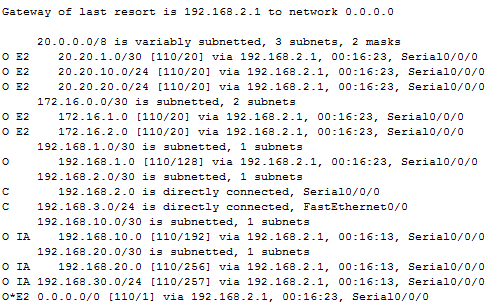 Gateway of last resort is 192.168.2.1 to network 0.0.0.0
20.0.0.0/8 is variably subnetted, 3 subnets, 2 masks
O E2 20.20.1.0/30 [110/20] via 192.168.2.1, 00:16:23, Serial0/0/0
O E2 20.20.10.0/24 [110/20] via 192.168.2.1, 00:16:23, Serial0/0/0
O E2 20.20.20.0/24 [110/20] via 192.168.2.1, 00:16:23, Serial0/0/0
172.16.0.0/30 is subnetted, 2 subnets
O E2 172.16.1.0 [110/20] via 192.168.2.1, 00:16:23, Serial0/0/0
O E2 172.16.2.0 [110/20] via 192.168.2.1, 00:16:23, Serial0/0/0
192.168.1.0/30 is subnetted, 1 subnets
O 192.168.1.0 [110/128] via 192.168.2.1, 00:16:23, Serial0/0/0
192.168.2.0/30 is subnetted, 1 subnets
C 192.168.2.0 is directly connected, Serial0/0/0
C 192.168.3.0/24 is directly connected, FastEthernet0/0
192.168.10.0/30 is subnetted, 1 subnets
O IA 192.168.10.0 [110/192] via 192.168.2.1, 00:16:13, Serial0/0/0
192.168.20.0/30 is subnetted, 1 subnets
O IA 192.168.20.0 [110/256] via 192.168.2.1, 00:16:13, Serial0/0/0
O IA 192.168.30.0/24 [110/257] via 192.168.2.1, 00:16:13, Serial0/0/0
O*E2 0.0.0.0/0 [110/1] via 192.168.2.1, 00:16:23, Serial0/0/0